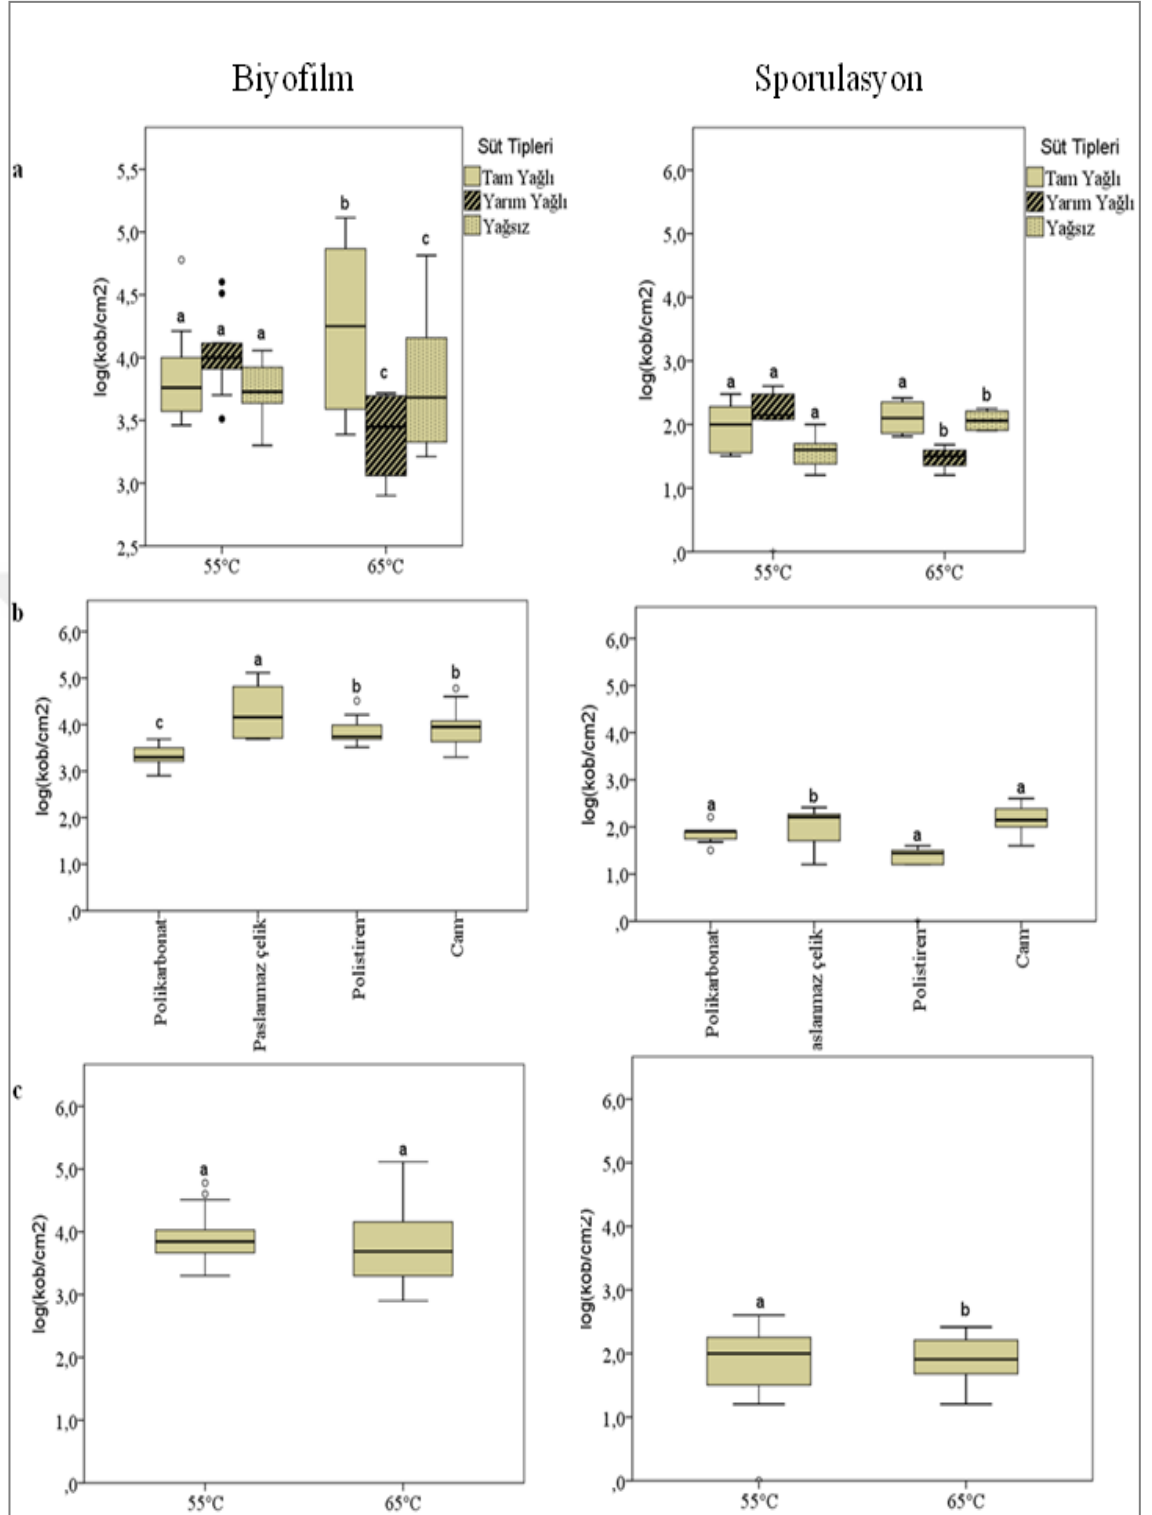 Biyofilm
Sporulasyon
a
Süt Tipleri
Tam Yağlı
Yarım Yağlı
Yağsız
5,5
5,0
4,5
4,0
3,5
3,0
2,5
log(kob/cm2)
a
a
a
b
c
c
55°C
65°C
Süt Tipleri
Tam Yağlı
Yarım Yağlı
Yağsız
6,0
5,0
4,0
3,0
2,0
1,0
,0
log(kob/cm2)
a
a
a
a
b
b
55°C
65°C
b
6,0
5,0
4,0
3,0
2,0
1,0
,0
log(kob/cm2)
c
a
b
b
Polikarbonat
Paslanmaz çelik
Polistiren
Cam
6,0
5,0
4,0
3,0
2,0
1,0
,0
log(kob/cm2)
a
b
a
a
Polikarbonat
aslanmaz çelik
Polistiren
Cam
c
6,0
5,0
4,0
3,0
2,0
1,0
,0
log(kob/cm2)
a
a
55°C
65°C
6,0
5,0
4,0
3,0
2,0
1,0
,0
log(kob/cm2)
a
b
55°C
65°C